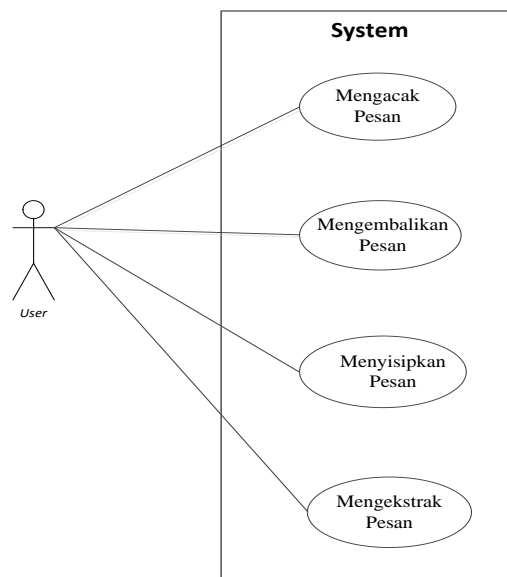 System
Mengacak
Pesan
Mengembalikan
Pesan
User
Menyisipkan
Pesan
Mengekstrak
Pesan